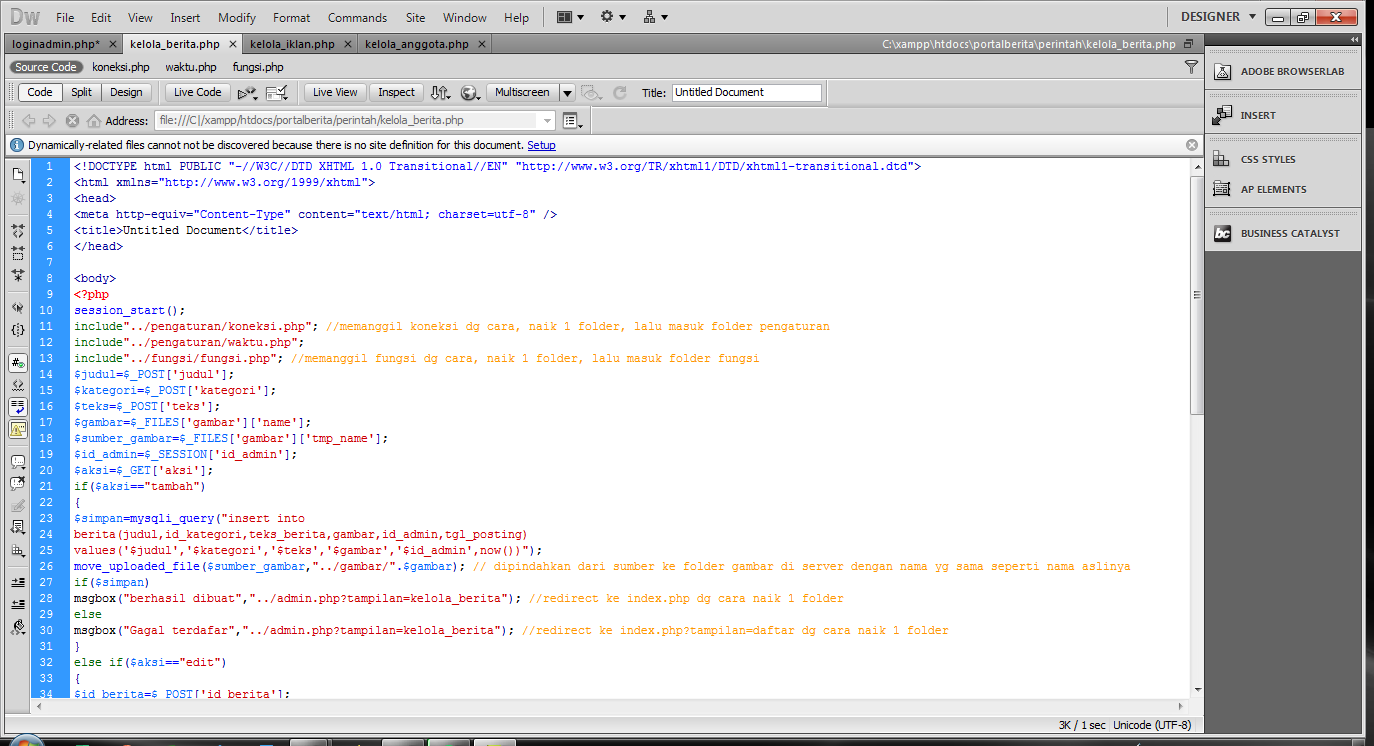 Dw File Edit View Insert Modify Format Commands Site Window Help DESIGNER
loginadmin.php* kelola_berita.php kelola_iklan.php kelola_anggota.php C:\xampp\htdocs\portalberita\perintah\kelola_berita.php
Source Code koneksi.php waktu.php fungsi.php
Code Split Design Live Code Live View Inspect Multiscreen Title: Untitled Document
Address: file:///C|/xampp/htdocs/portalberita/perintah/kelola_berita.php
Dynamically-related files cannot not be discovered because there is no site definition for this document. Setup
1 <!DOCTYPE html PUBLIC "-//W3C//DTD XHTML 1.0 Transitional//EN" "http://www.w3.org/TR/xhtml1/DTD/xhtml1-transitional.dtd">
2 <html xmlns="http://www.w3.org/1999/xhtml">
3 <head>
4 <meta http-equiv="Content-Type" content="text/html; charset=utf-8" />
5 <title>Untitled Document</title>
6 </head>
7
8 <body>
9 <?php
10 session_start();
11 include"../pengaturan/koneksi.php"; //memanggil koneksi dg cara, naik 1 folder, lalu masuk folder pengaturan
12 include"../pengaturan/waktu.php";
13 include"../fungsi/fungsi.php"; //memanggil fungsi dg cara, naik 1 folder, lalu masuk folder fungsi
14 $judul=$_POST['judul'];
15 $kategori=$_POST['kategori'];
16 $teks=$_POST['teks'];
17 $gambar=$_FILES['gambar']['name'];
18 $sumber_gambar=$_FILES['gambar']['tmp_name'];
19 $id_admin=$_SESSION['id_admin'];
20 $aksi=$_GET['aksi'];
21 if($aksi=="tambah")
22 {
23 $simpan=mysqli_query("insert into
24 berita(judul,id_kategori,teks_berita,gambar,id_admin,tgl_posting)
25 values('$judul','$kategori','$teks','$gambar','$id_admin',now())");
26 move_uploaded_file($sumber_gambar,"../gambar/".$gambar); // dipindahkan dari sumber ke folder gambar di server dengan nama yg sama seperti nama aslinya
27 if($simpan)
28 msgbox("berhasil dibuat","../admin.php?tampilan=kelola_berita"); //redirect ke index.php dg cara naik 1 folder
29 else
30 msgbox("Gagal terdafar","../admin.php?tampilan=kelola_berita"); //redirect ke index.php?tampilan=daftar dg cara naik 1 folder
31 }
32 else if($aksi=="edit")
33 {
34 $id_berita=$_POST['id_berita'];
ADOBE BROWSERLAB
INSERT
CSS STYLES
AP ELEMENTS
bc BUSINESS CATALYST
3K / 1 sec Unicode (UTF-8)